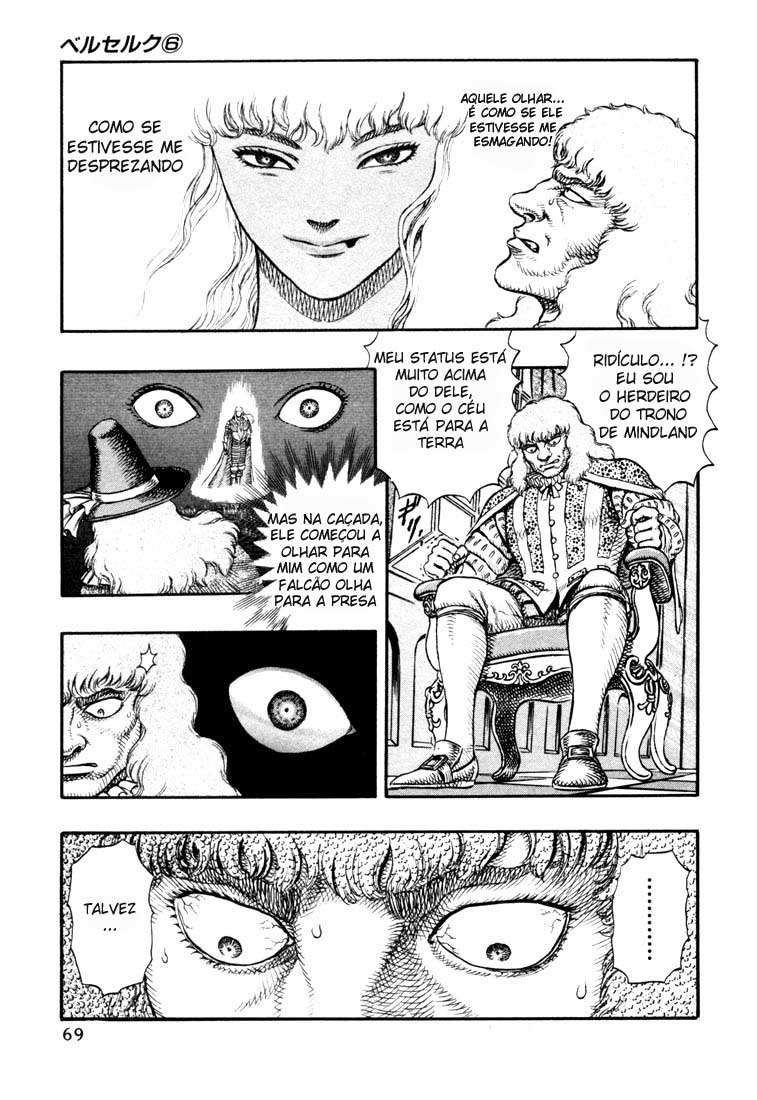 ベルセルク⑥
AQUELE OLHAR...
É COMO SE ELE
ESTIVESSE ME
ESMAGANDO!
COMO SE
ESTIVESSE ME
DESPREZANDO
RIDÍCULO... !?
EU SOU
O HERDEIRO
DO TRONO
DE MINDLAND
MEU STATUS ESTÁ
MUITO ACIMA
DO DELE,
COMO O CÉU
ESTÁ PARA A
TERRA
MAS NA CAÇADA,
ELE COMEÇOU A
OLHAR PARA
MIM COMO UM
FALCÃO OLHA
PARA A PRESA
........
TALVEZ
...
69